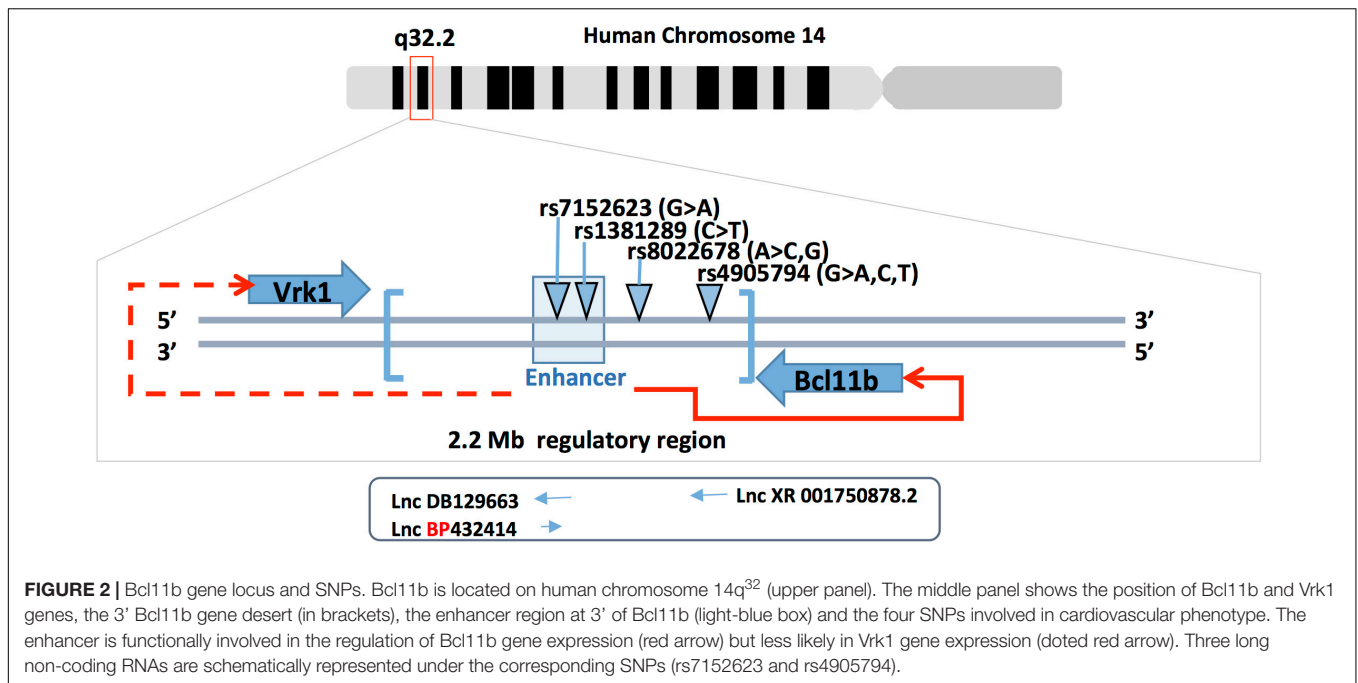 q32.2
Human Chromosome 14
rs7152623 (G>A)
rs1381289 (C>T)
rs8022678 (A>C,G)
rs4905794 (G>A,C,T)
Vrk1
5’
3’
3’
5’
Enhancer
Bcl11b
2.2 Mb regulatory region
Lnc DB129663
Lnc XR 001750878.2
Lnc BP432414
FIGURE 2 | Bcl11b gene locus and SNPs. Bcl11b is located on human chromosome 14q32 (upper panel). The middle panel shows the position of Bcl11b and Vrk1
genes, the 3’ Bcl11b gene desert (in brackets), the enhancer region at 3’ of Bcl11b (light-blue box) and the four SNPs involved in cardiovascular phenotype. The
enhancer is functionally involved in the regulation of Bcl11b gene expression (red arrow) but less likely in Vrk1 gene expression (doted red arrow). Three long
non-coding RNAs are schematically represented under the corresponding SNPs (rs7152623 and rs4905794).